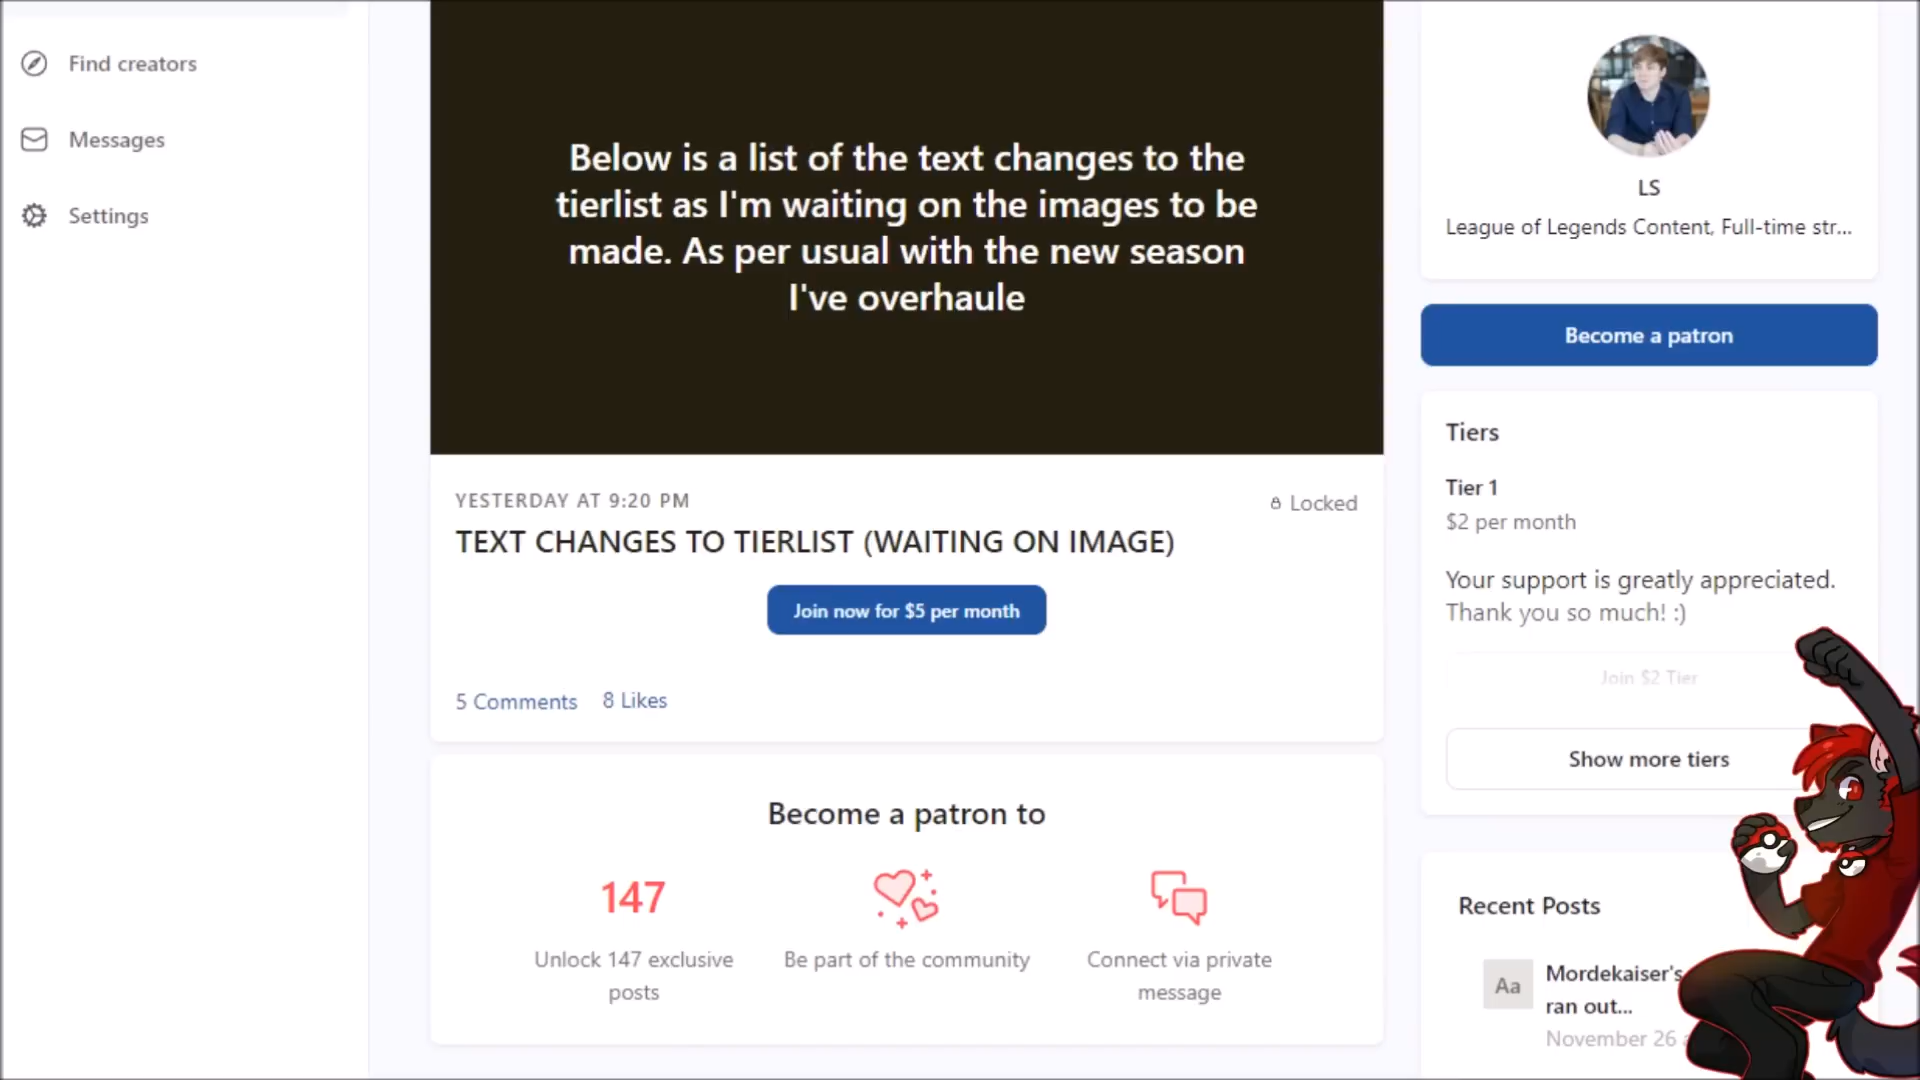 Find creators
Messages
Settings
Below is a list of the text changes to the
tierlist as I'm waiting on the images to be
made. As per usual with the new season
I've overhaule
YESTERDAY AT 9:20 PM
Locked
TEXT CHANGES TO TIERLIST (WAITING ON IMAGE)
Join now for $5 per month
5 Comments
8 Likes
Become a patron to
147
Unlock 147 exclusive
posts
Be part of the community
Connect via private
message
LS
League of Legends Content, Full-time str...
Become a patron
Tiers
Tier 1
$2 per month
Your support is greatly appreciated.
Thank you so much! :)
Join $2 Tier
Show more tiers
Recent Posts
Aa
Mordekaiser's
ran out...
November 26